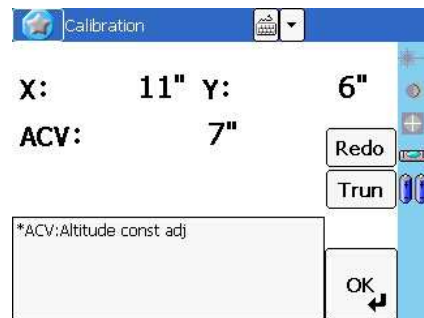 Calibration
X: 11" Y: 6"
ACV: 7"
Redo
Trun
*ACV:Altitude const adj
OK